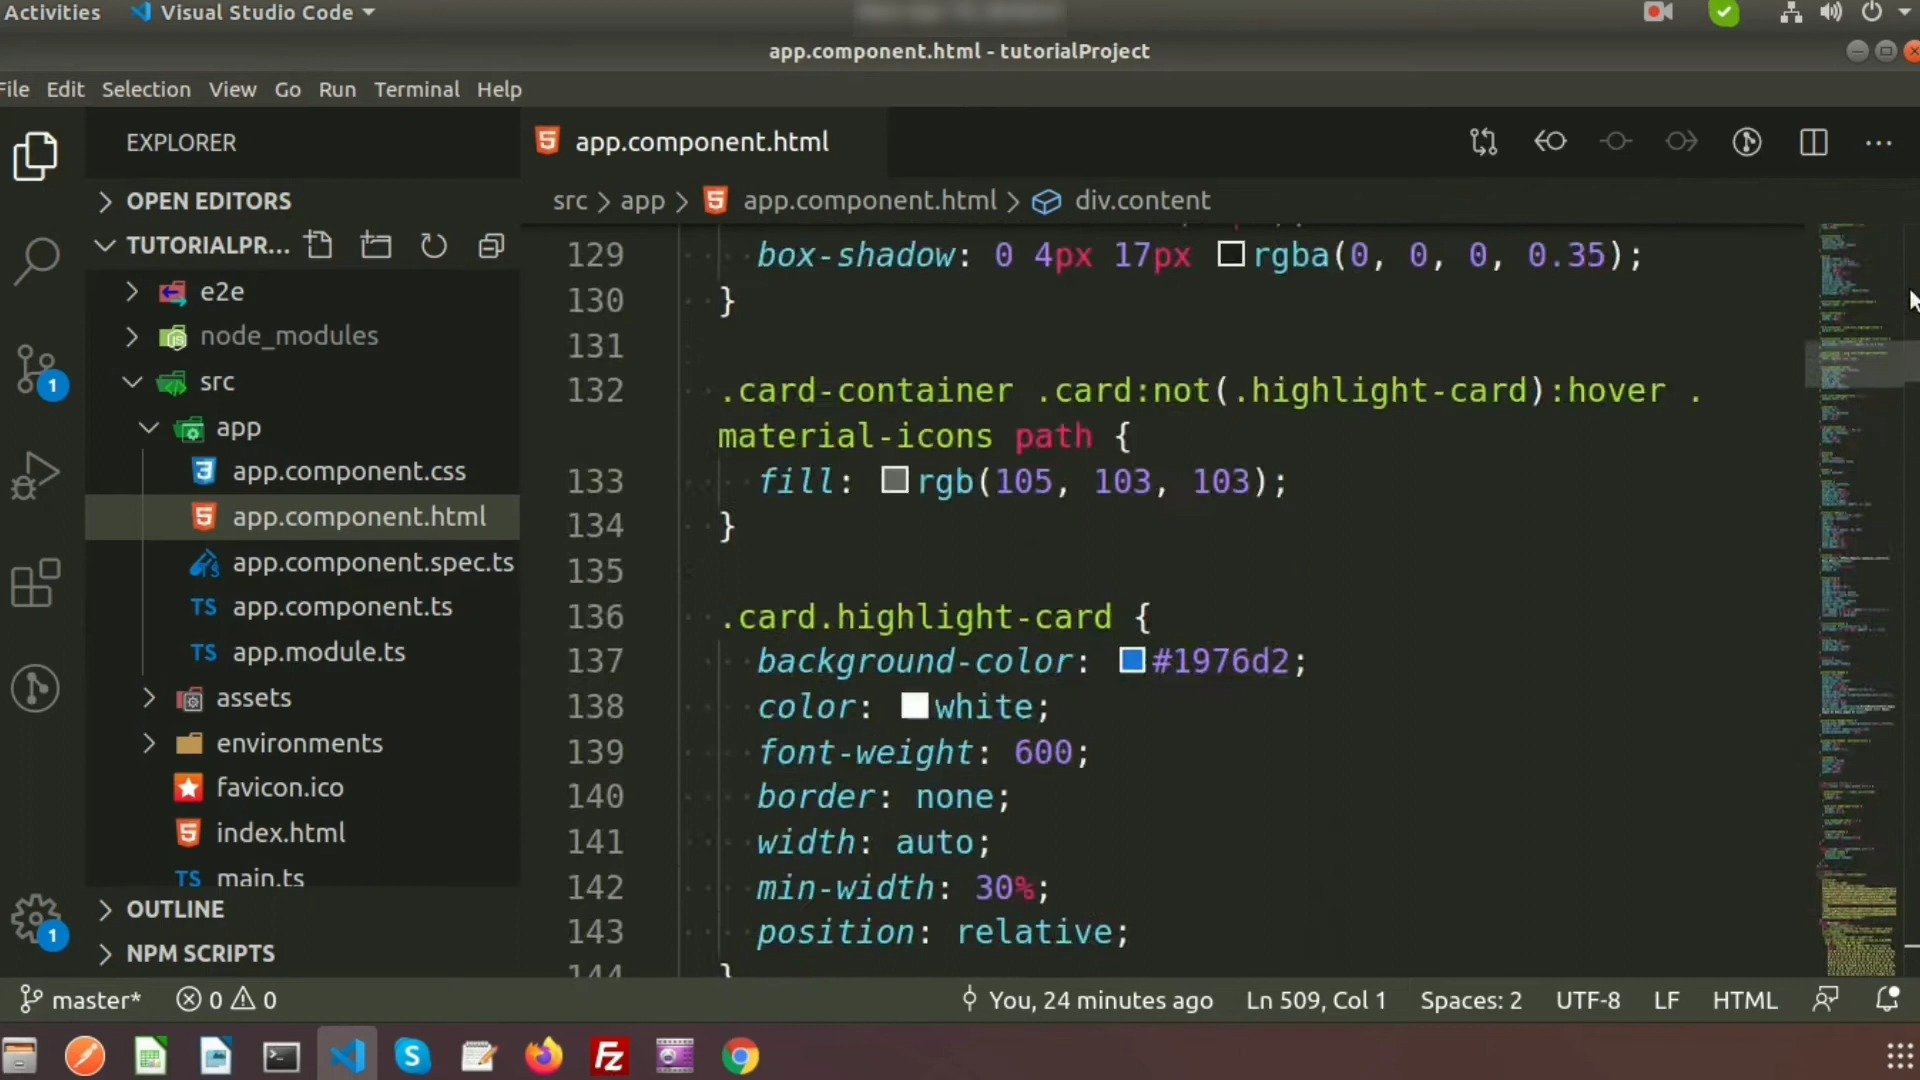 Activities
Visual Studio Code
app.component.html - tutorialProject
File Edit Selection View Go Run Terminal Help
EXPLORER
app.component.html
OPEN EDITORS
src > app > app.component.html > div.content
TUTORIALPR...
e2e
node_modules
src
app
app.component.css
app.component.html
app.component.spec.ts
TS app.component.ts
TS app.module.ts
assets
environments
favicon.ico
index.html
TS main.ts
OUTLINE
NPM SCRIPTS
129 box-shadow: 0 4px 17px rgba(0, 0, 0, 0.35);
130 }
131
132 .card-container .card:not(.highlight-card):hover .
material-icons path {
133 fill: rgb(105, 103, 103);
134 }
135
136 .card.highlight-card {
137 background-color: #1976d2;
138 color: white;
139 font-weight: 600;
140 border: none;
141 width: auto;
142 min-width: 30%;
143 position: relative;
144 }
1
1
master* 0 0 You, 24 minutes ago Ln 509, Col 1 Spaces: 2 UTF-8 LF HTML